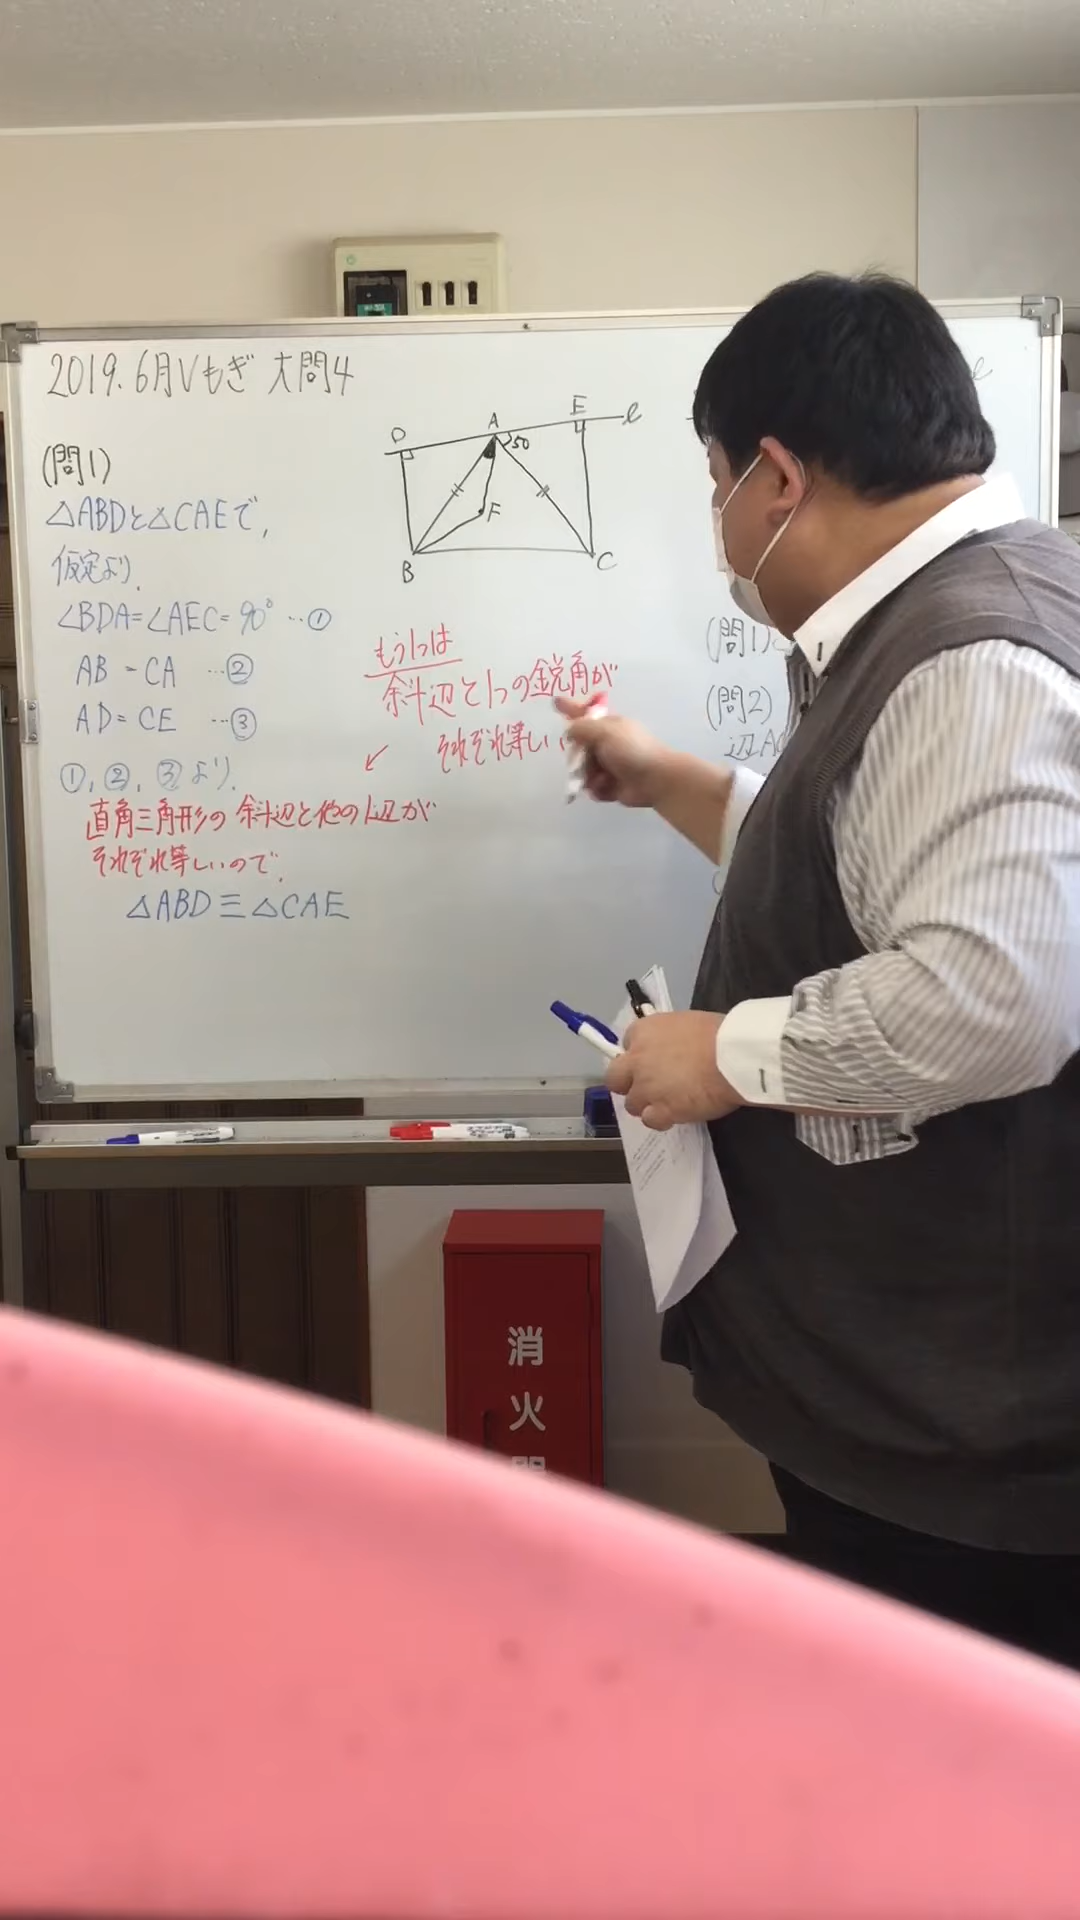 2019.6月Vもぎ 大問4
(問1)
△ABDと△CAEで,
仮定より,
∠BDA=∠AEC=90° …①
AB=CA …②
AD=CE …③
①,②,③より,
直角三角形の斜辺と他の1辺が
それぞれ等しいので,
△ABD≡△CAE
D
A
E
ℓ
50
F
B
C
もう1つは
斜辺と1つの鋭角が
それぞれ等しい
ℓ
(問1)
(問2)
辺A
消火